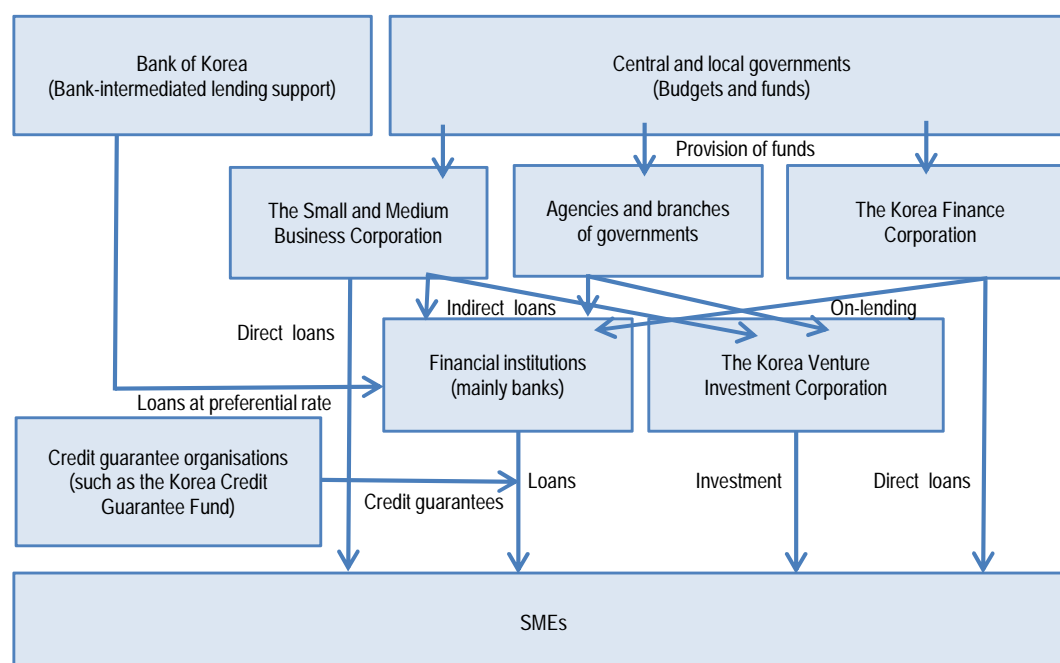 Bank of Korea
(Bank-intermediated lending support)
Central and local governments
(Budgets and funds)
Provision of funds
The Small and Medium
Business Corporation
Agencies and branches
of governments
The Korea Finance
Corporation
Direct loans
Indirect loans
On-lending
Financial institutions
(mainly banks)
The Korea Venture
Investment Corporation
Loans at preferential rate
Credit guarantee organisations
(such as the Korea Credit
Guarantee Fund)
Credit guarantees
Loans
Investment
Direct loans
SMEs